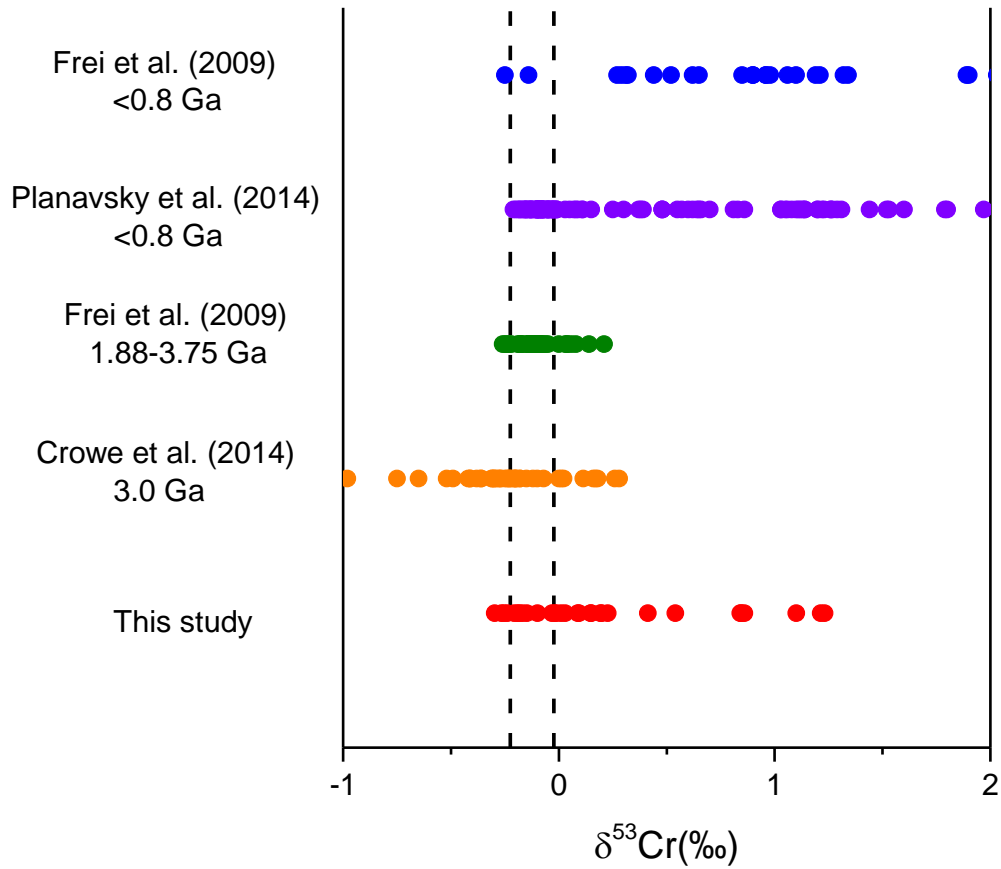 Frei et al. (2009)
<0.8 Ga
Planavsky et al. (2014)
<0.8 Ga
Frei et al. (2009)
1.88-3.75 Ga
Crowe et al. (2014)
3.0 Ga
This study
-1 0 1 2
δ⁵³Cr(‰)